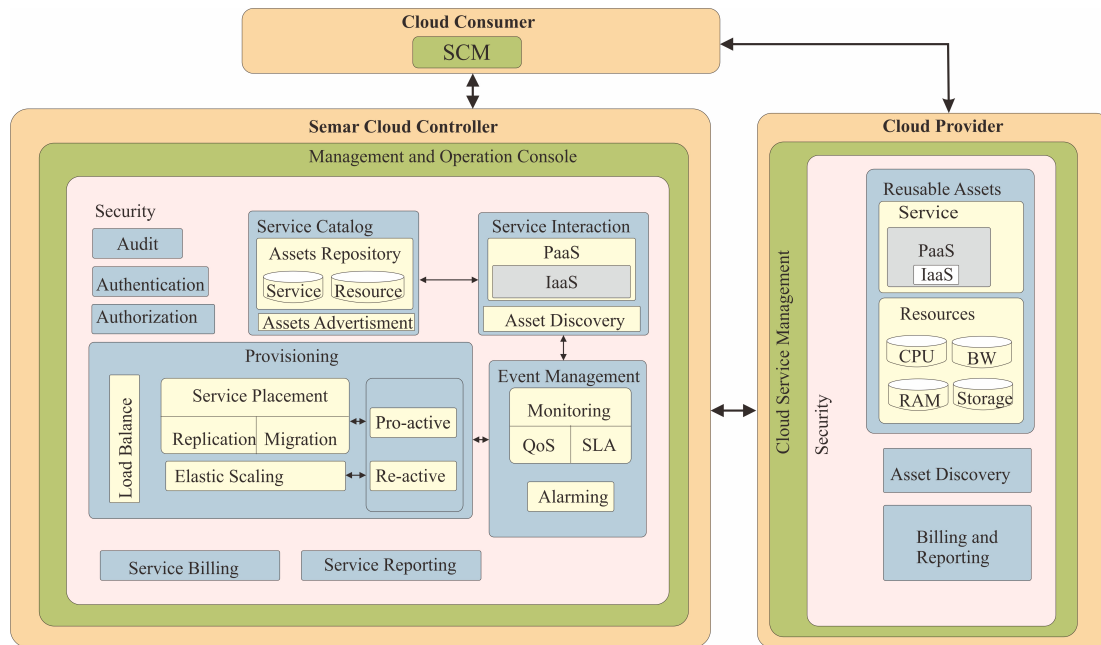 Cloud Consumer
SCM
Semar Cloud Controller
Management and Operation Console
Security
Audit
Authentication
Authorization
Service Catalog
Assets Repository
Service
Resource
Assets Advertisment
Service Interaction
PaaS
IaaS
Asset Discovery
Provisioning
Load Balance
Service Placement
Replication
Migration
Elastic Scaling
Pro-active
Re-active
Event Management
Monitoring
QoS
SLA
Alarming
Service Billing
Service Reporting
Cloud Provider
Cloud Service Management
Security
Reusable Assets
Service
PaaS
IaaS
Resources
CPU
BW
RAM
Storage
Asset Discovery
Billing and
Reporting